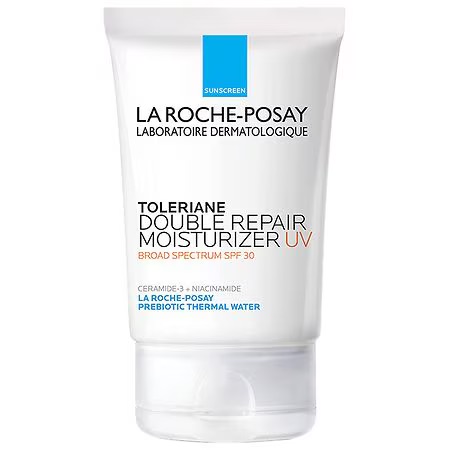 SUNSCREEN
LA ROCHE-POSAY
LABORATOIRE DERMATOLOGIQUE
TOLERIANE
DOUBLE REPAIR
MOISTURIZER UV
BROAD SPECTRUM SPF 30
CERAMIDE-3 + NIACINAMIDE
LA ROCHE-POSAY
PREBIOTIC THERMAL WATER